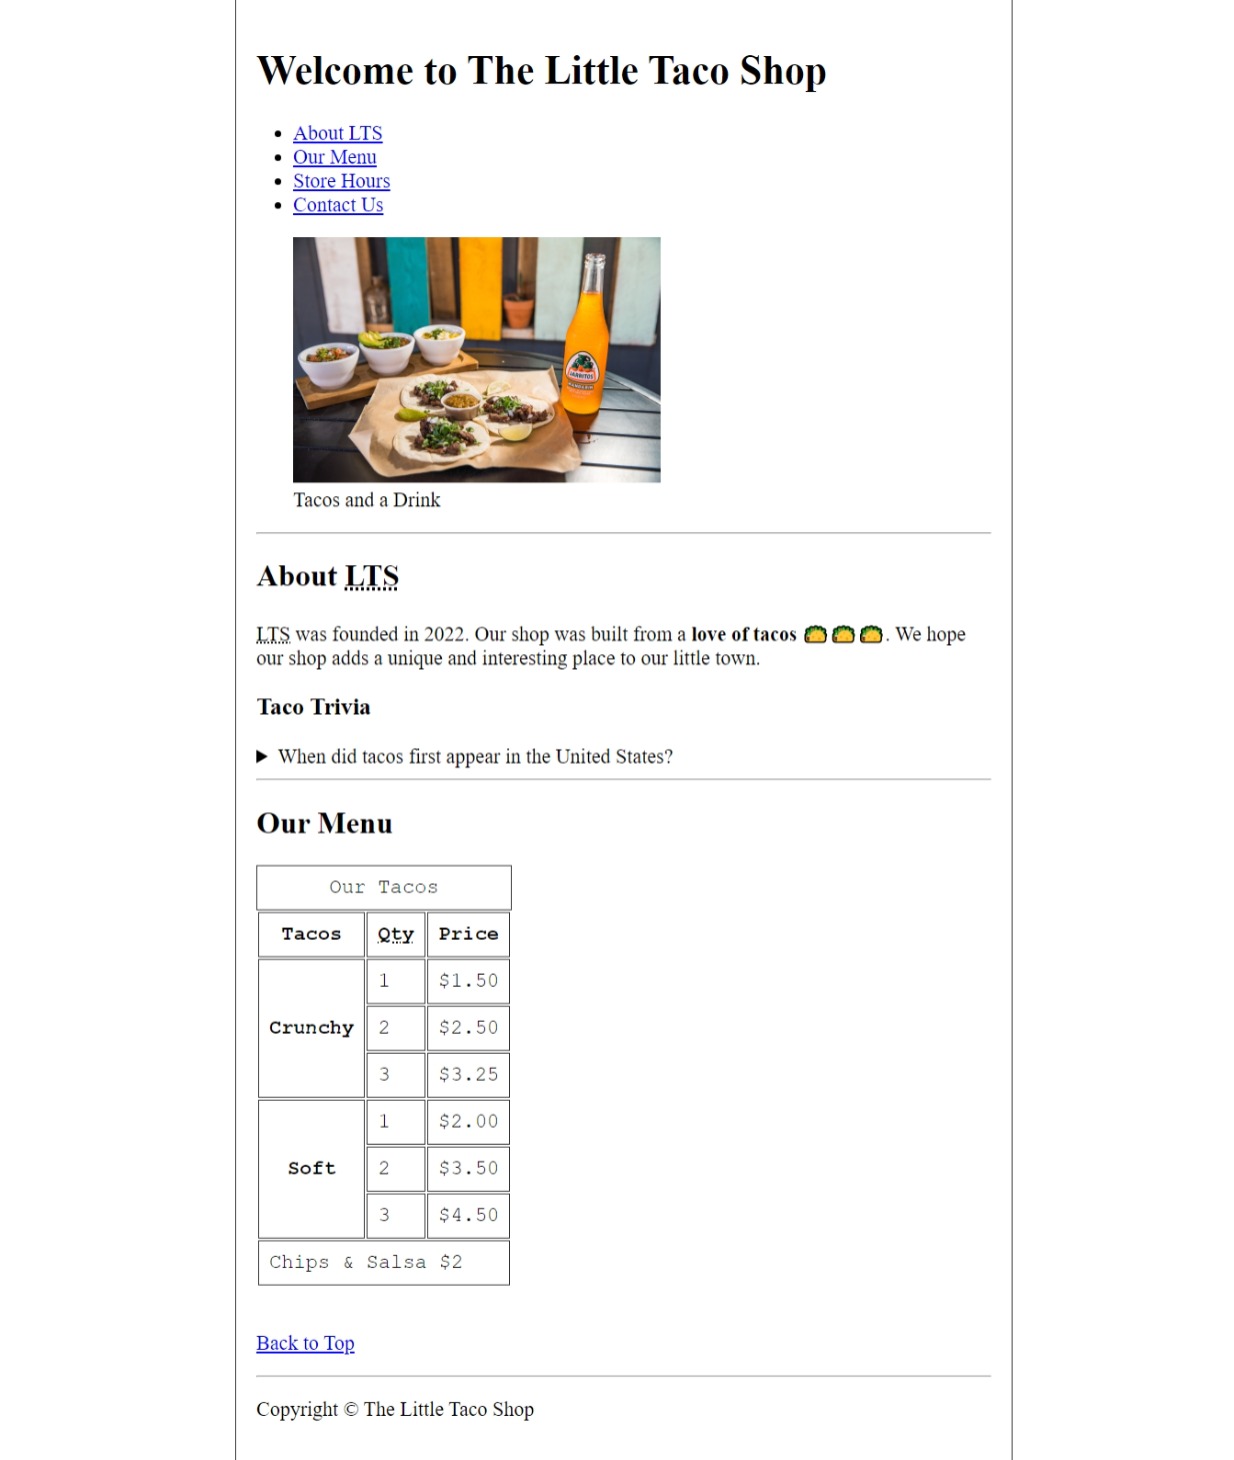 Welcome to The Little Taco Shop
About LTS
Our Menu
Store Hours
Contact Us
JARRITOS
MANDARIN
Tacos and a Drink
About LTS
LTS was founded in 2022. Our shop was built from a love of tacos 🌮🌮🌮. We hope
our shop adds a unique and interesting place to our little town.
Taco Trivia
▶ When did tacos first appear in the United States?
Our Menu
Our Tacos
Tacos Qty Price
1 $1.50
Crunchy 2 $2.50
3 $3.25
1 $2.00
Soft 2 $3.50
3 $4.50
Chips & Salsa $2
Back to Top
Copyright © The Little Taco Shop